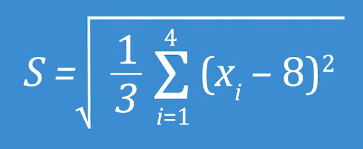 S = √(1/3 ∑_{i=1}^{4} (x_i − 8)²)